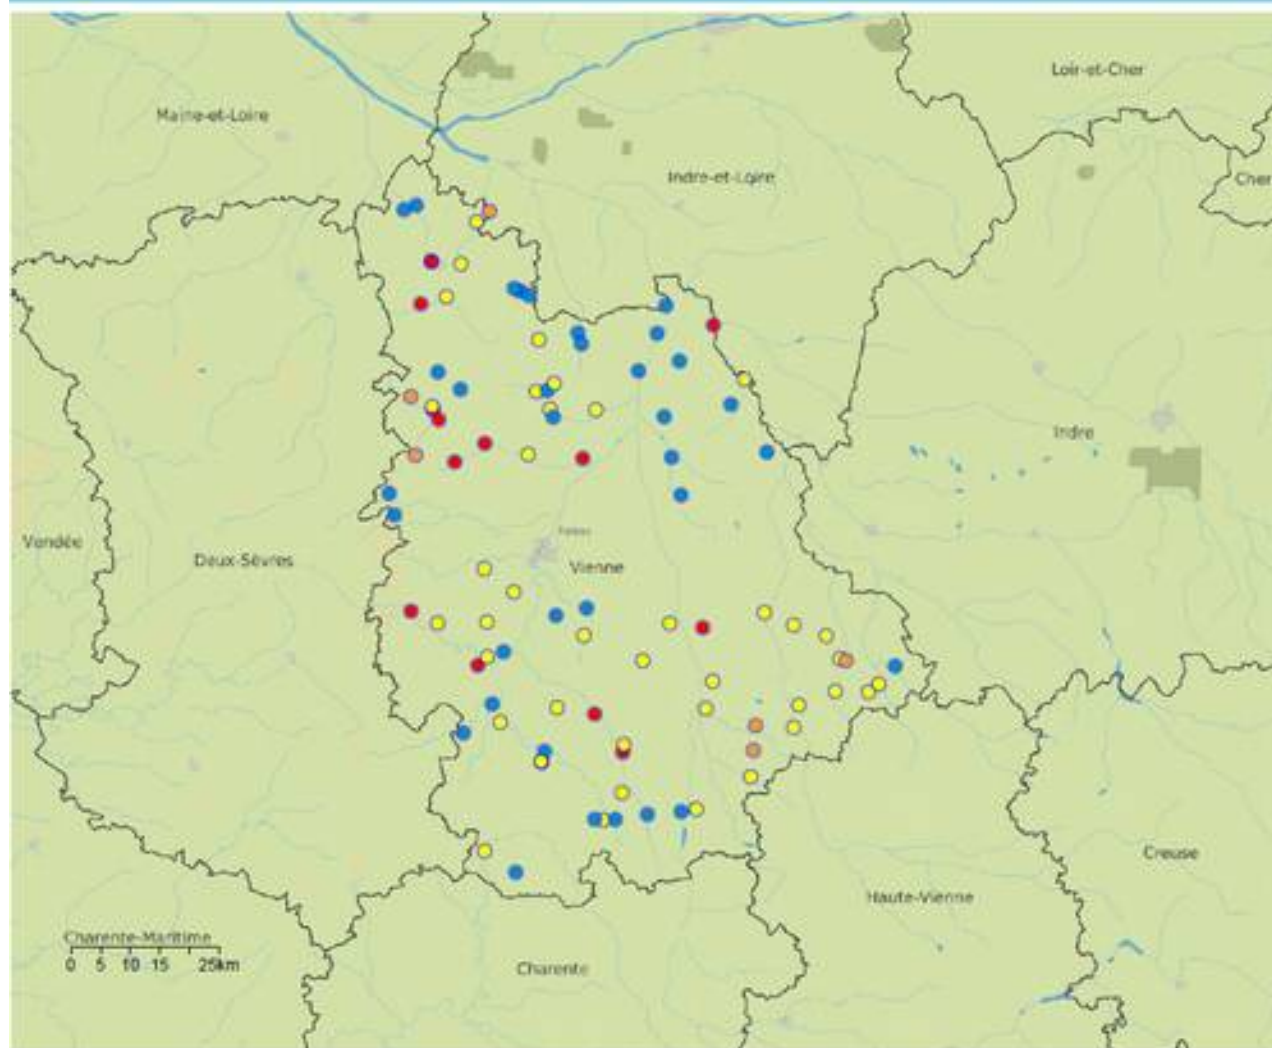 Loir-et-Cher
Maine-et-Loire
Indre-et-Loire
Cher
Indre
Vendée
Deux-Sèvres
Vienne
Creuse
Haute-Vienne
Charente-Maritime
0 5 10 15 25km
Charente